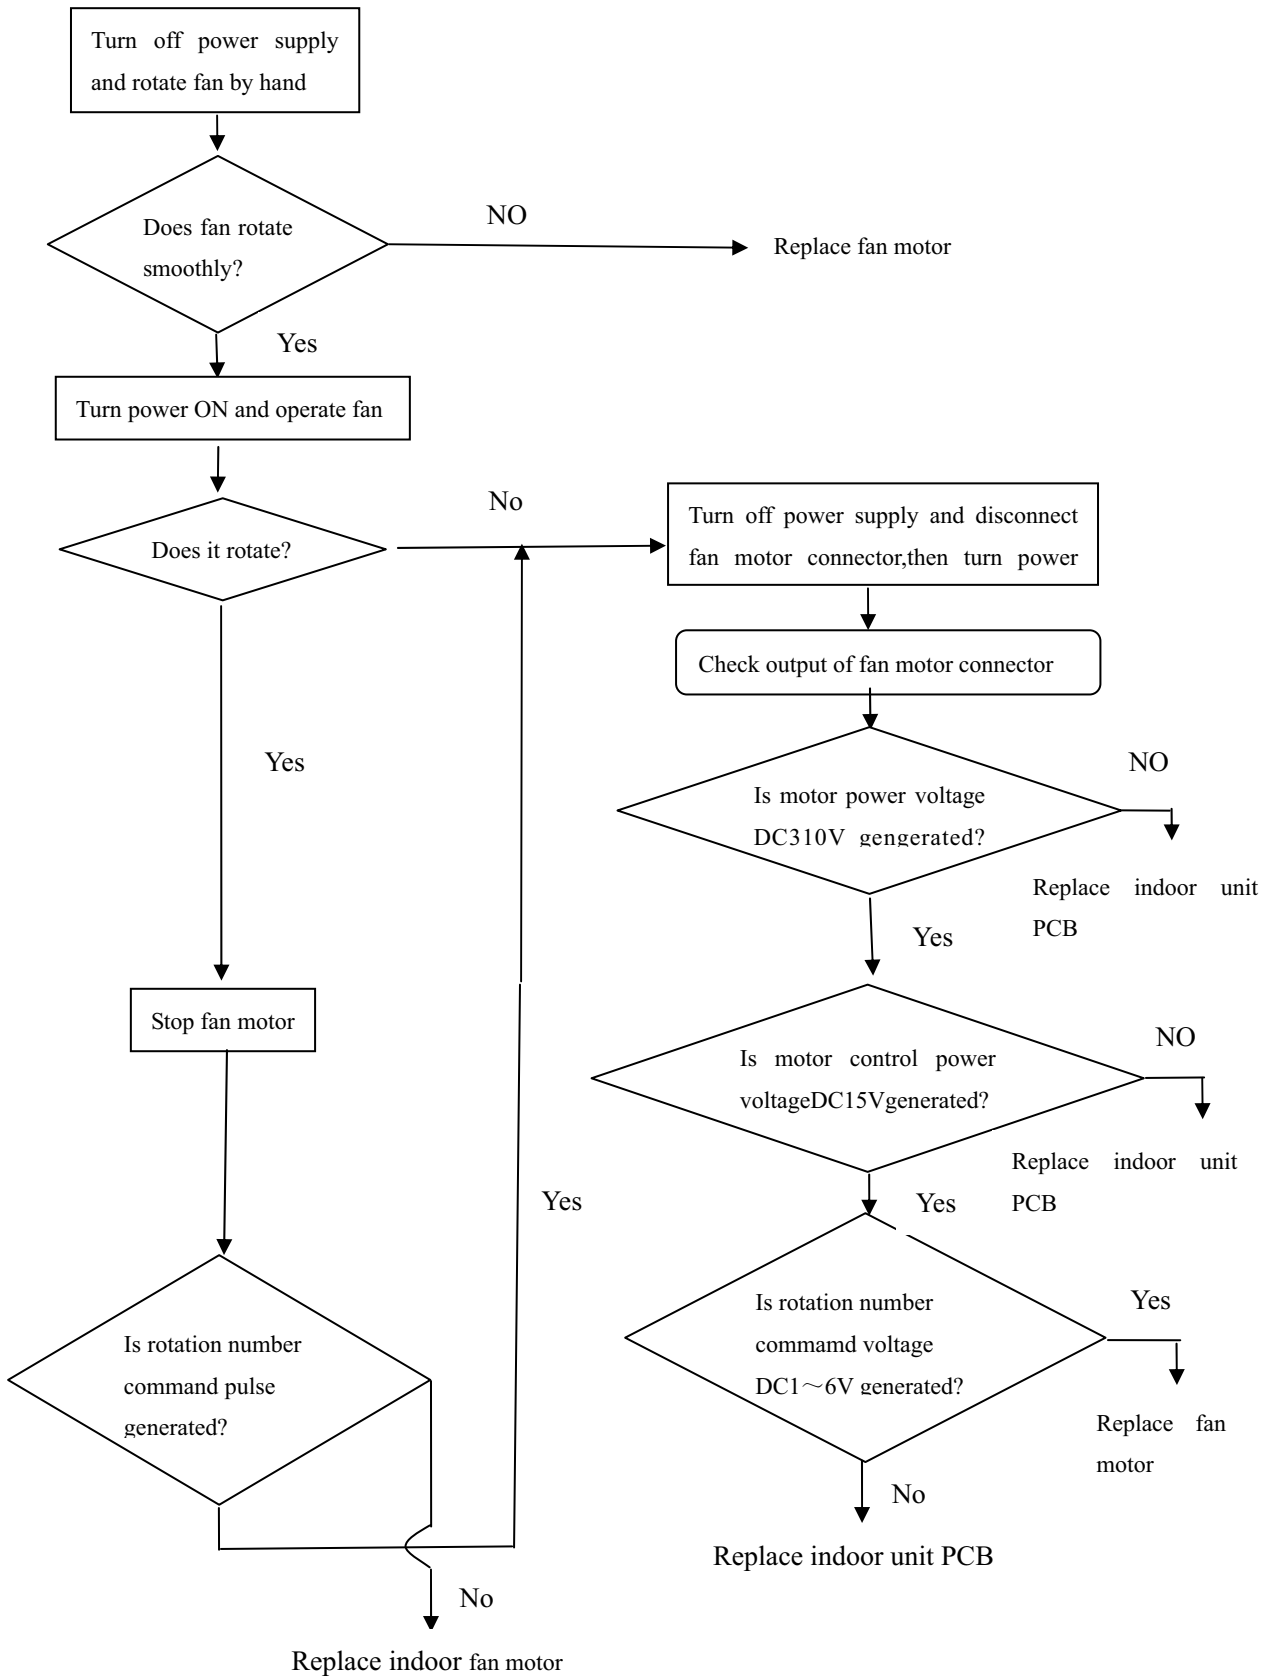 Turn off power supply
and rotate fan by hand
Does fan rotate
smoothly?
NO
Replace fan motor
Yes
Turn power ON and operate fan
Does it rotate?
No
Turn off power supply and disconnect
fan motor connector,then turn power
Check output of fan motor connector
Yes
Is motor power voltage
DC310V gengerated?
NO
Replace indoor unit
PCB
Yes
Stop fan motor
Is motor control power
voltageDC15Vgenerated?
NO
Replace indoor unit
PCB
Yes
Yes
Is rotation number
command pulse
generated?
Is rotation number
commamd voltage
DC1～6V generated?
Yes
Replace fan
motor
No
Replace indoor unit PCB
No
Replace indoor fan motor